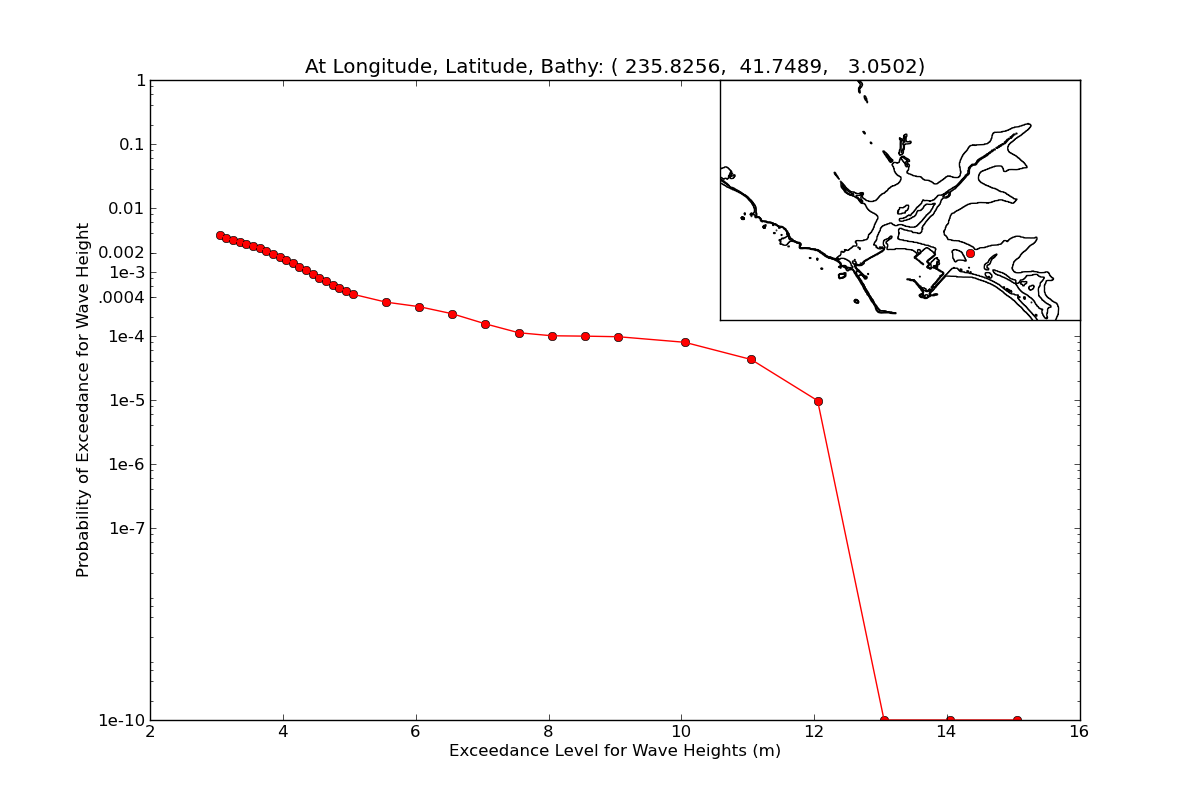 At Longitude, Latitude, Bathy: ( 235.8256, 41.7489, 3.0502)
Probability of Exceedance for Wave Height
1
0.1
0.01
0.002
1e-3
.0004
1e-4
1e-5
1e-6
1e-7
1e-10
2 4 6 8 10 12 14 16
Exceedance Level for Wave Heights (m)